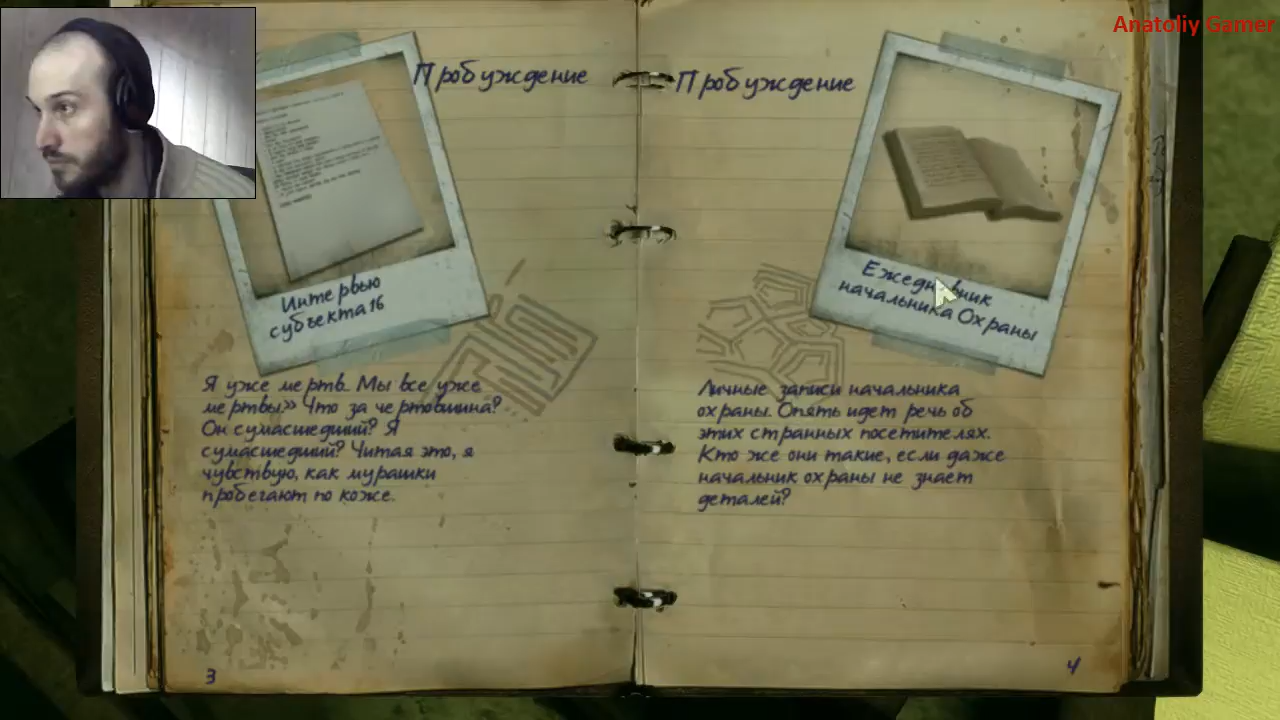 Anatoliy Gamer
Пробуждение
Интервью
субъекта 16
Я уже мертв. Мы все уже
мертвы» Что за чертовщина?
Он сумасшедший? Я
сумасшедший? Читая это, я
чувствую, как мурашки
пробегают по коже.
3
Пробуждение
Ежедневник
начальника Охраны
Личные записи начальника
охраны. Опять идет речь об
этих странных посетителях.
Кто же они такие, если даже
начальник охраны не знает
деталей?
4